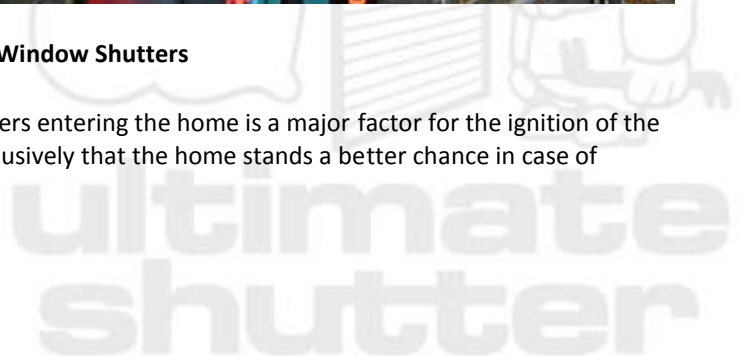 Window Shutters
ers entering the home is a major factor for the ignition of the
usively that the home stands a better chance in case of
ultimate
shutter